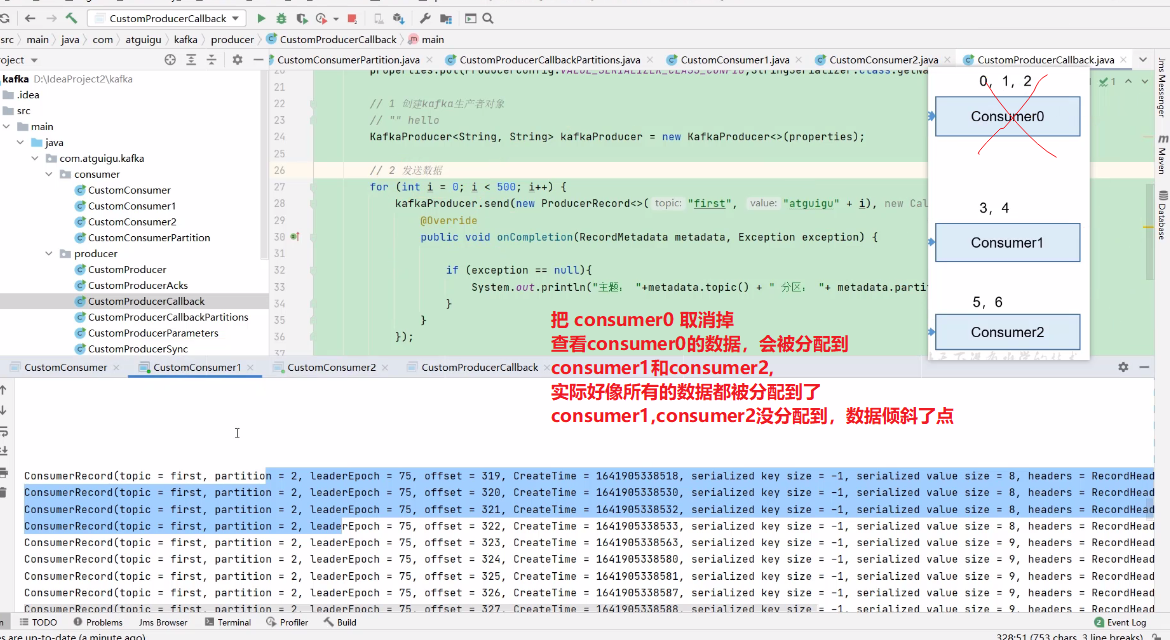 CustomProducerCallback
src main java com atguigu kafka producer CustomProducerCallback main
roject
CustomConsumerPartition.java CustomProducerCallbackPartitions.java CustomConsumer1.java CustomConsumer2.java CustomProducerCallback.java
kafka D:\IdeaProject2\kafka
.idea
src
main
java
com.atguigu.kafka
consumer
CustomConsumer
CustomConsumer1
CustomConsumer2
CustomConsumerPartition
producer
CustomProducer
CustomProducerAcks
CustomProducerCallback
CustomProducerCallbackPartitions
CustomProducerParameters
CustomProducerSync
21
22 // 1 创建kafka生产者对象
23 // "" hello
24 KafkaProducer<String, String> kafkaProducer = new KafkaProducer<>(properties);
25
26 // 2 发送数据
27 for (int i = 0; i < 500; i++) {
28 kafkaProducer.send(new ProducerRecord<>( topic: "first", value: "atguigu" + i), new Cal
29 @Override
30 public void onCompletion(RecordMetadata metadata, Exception exception) {
31
32 if (exception == null){
33 System.out.println("主题： "+metadata.topic() + " 分区： "+ metadata.parti
34 }
35 }
36 });
37
1
0, 1, 2
Consumer0
3, 4
Consumer1
5, 6
Consumer2
Jms Messenger
Maven
Database
把 consumer0 取消掉
查看consumer0的数据，会被分配到
consumer1和consumer2,
实际好像所有的数据都被分配到了
consumer1,consumer2没分配到，数据倾斜了点
CustomConsumer CustomConsumer1 CustomConsumer2 CustomProducerCallback
ConsumerRecord(topic = first, partition = 2, leaderEpoch = 75, offset = 319, CreateTime = 1641905338518, serialized key size = -1, serialized value size = 8, headers = RecordHead
ConsumerRecord(topic = first, partition = 2, leaderEpoch = 75, offset = 320, CreateTime = 1641905338530, serialized key size = -1, serialized value size = 8, headers = RecordHead
ConsumerRecord(topic = first, partition = 2, leaderEpoch = 75, offset = 321, CreateTime = 1641905338532, serialized key size = -1, serialized value size = 8, headers = RecordHead
ConsumerRecord(topic = first, partition = 2, leaderEpoch = 75, offset = 322, CreateTime = 1641905338533, serialized key size = -1, serialized value size = 8, headers = RecordHead
ConsumerRecord(topic = first, partition = 2, leaderEpoch = 75, offset = 323, CreateTime = 1641905338563, serialized key size = -1, serialized value size = 9, headers = RecordHead
ConsumerRecord(topic = first, partition = 2, leaderEpoch = 75, offset = 324, CreateTime = 1641905338580, serialized key size = -1, serialized value size = 9, headers = RecordHead
ConsumerRecord(topic = first, partition = 2, leaderEpoch = 75, offset = 325, CreateTime = 1641905338581, serialized key size = -1, serialized value size = 9, headers = RecordHead
ConsumerRecord(topic = first, partition = 2, leaderEpoch = 75, offset = 326, CreateTime = 1641905338587, serialized key size = -1, serialized value size = 9, headers = RecordHead
ConsumerRecord(topic = first, partition = 2, leaderEpoch = 75, offset = 327, CreateTime = 1641905338588, serialized key size = -1, serialized value size = 9, headers = RecordHead
TODO Problems Jms Browser Terminal Profiler Build Event Log
es are up-to-date (a minute ago) 328:51 (753 chars, 3 line breaks)